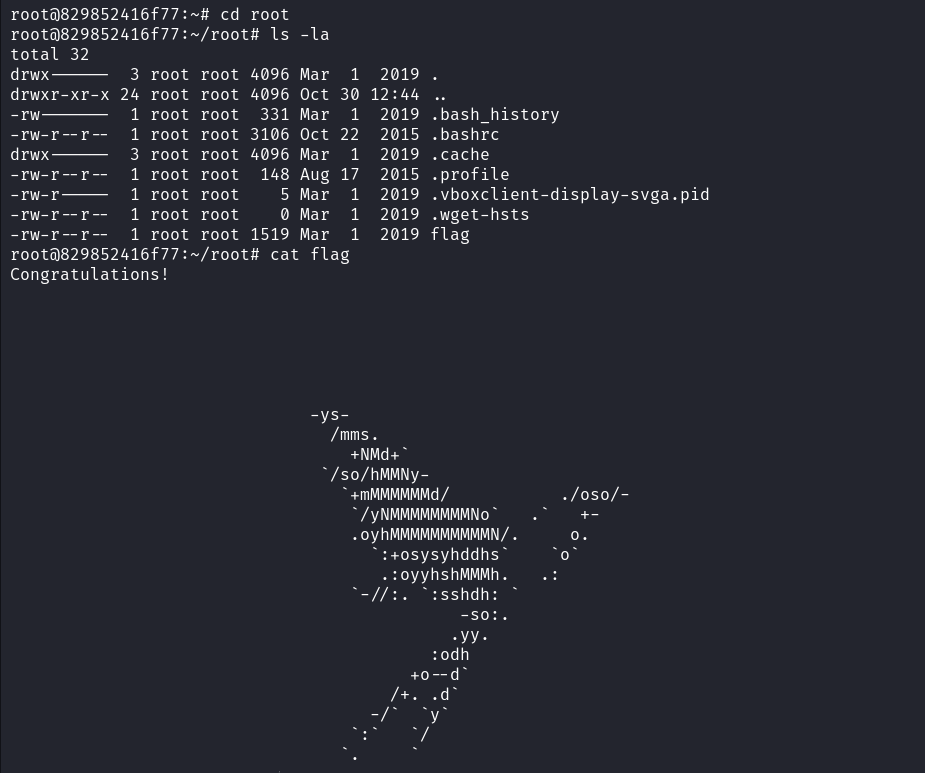 root@829852416f77:~# cd root
root@829852416f77:~/root# ls -la
total 32
drwx------  3 root root 4096 Mar  1  2019 .
drwxr-xr-x 24 root root 4096 Oct 30 12:44 ..
-rw-------  1 root root  331 Mar  1  2019 .bash_history
-rw-r--r--  1 root root 3106 Oct 22  2015 .bashrc
drwx------  3 root root 4096 Mar  1  2019 .cache
-rw-r--r--  1 root root  148 Aug 17  2015 .profile
-rw-r-----  1 root root    5 Mar  1  2019 .vboxclient-display-svga.pid
-rw-r--r--  1 root root    0 Mar  1  2019 .wget-hsts
-rw-r--r--  1 root root 1519 Mar  1  2019 flag
root@829852416f77:~/root# cat flag
Congratulations!
                              -ys-
                                /mms.
                                  +NMd+`
                               `/so/hMMNy-
                                 `+mMMMMMMd/           ./oso/-
                                  `/yNMMMMMMMMNo`   .`   +-
                                  .oyhMMMMMMMMMMN/.     o.
                                    `:+osysyhddhs`    `o`
                                     .:oyyhshMMMh.   .:
                                  `-//:. `:sshdh: `
                                             -so:.
                                            .yy.
                                          :odh
                                        +o--d`
                                      /+. .d`
                                    -/`  `y`
                                  `:`   `/
                                 `.     `